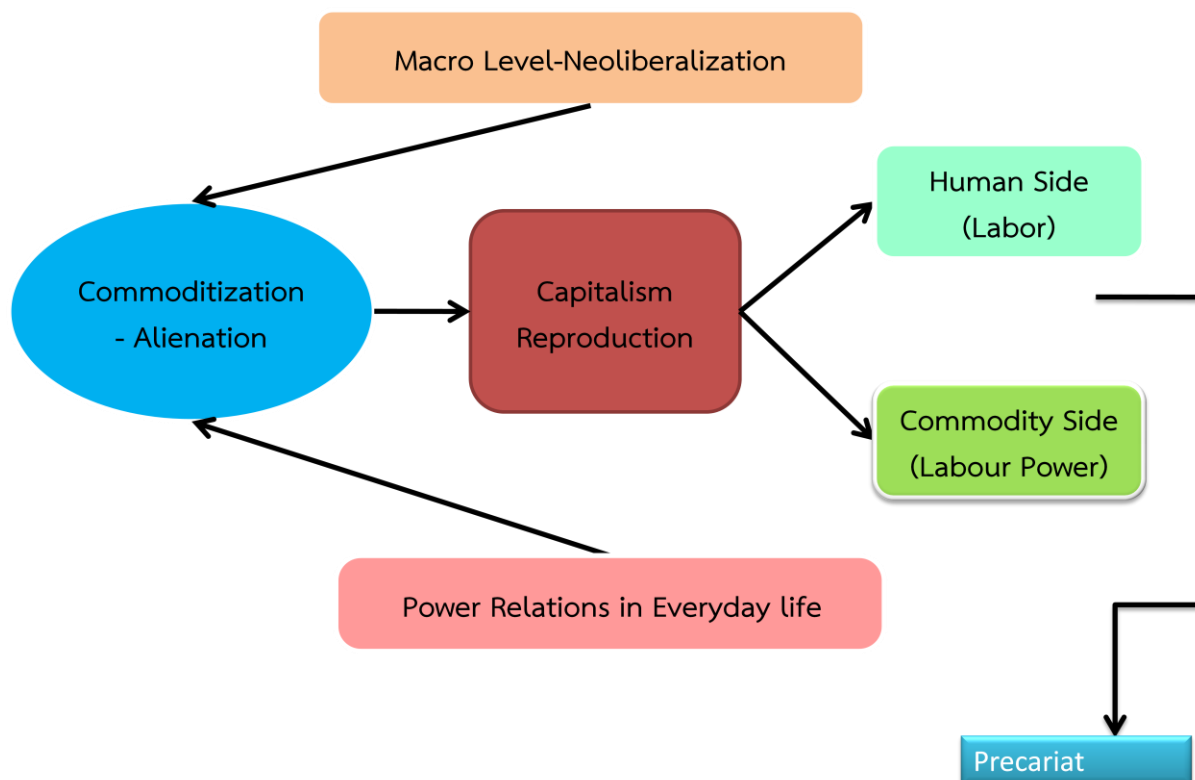 Macro Level-Neoliberalization
Human Side
(Labor)
Commoditization
- Alienation
Capitalism
Reproduction
Commodity Side
(Labour Power)
Power Relations in Everyday life
Precariat